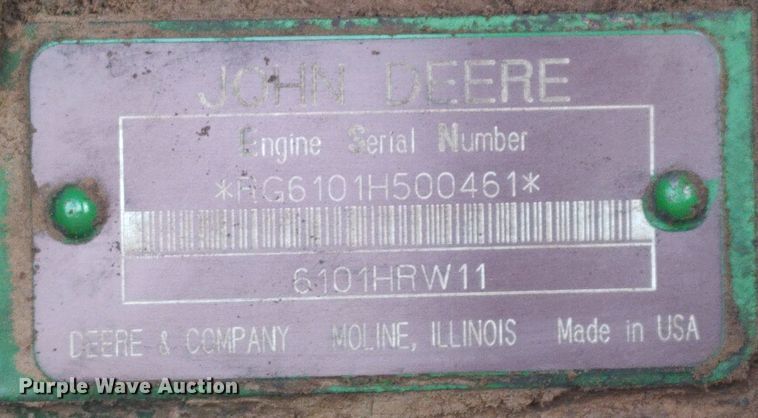 JOHN DEERE
Engine Serial Number
*RG6101H500461*
6101HRW11
DEERE & COMPANY MOLINE, ILLINOIS Made in USA
Purple Wave Auction